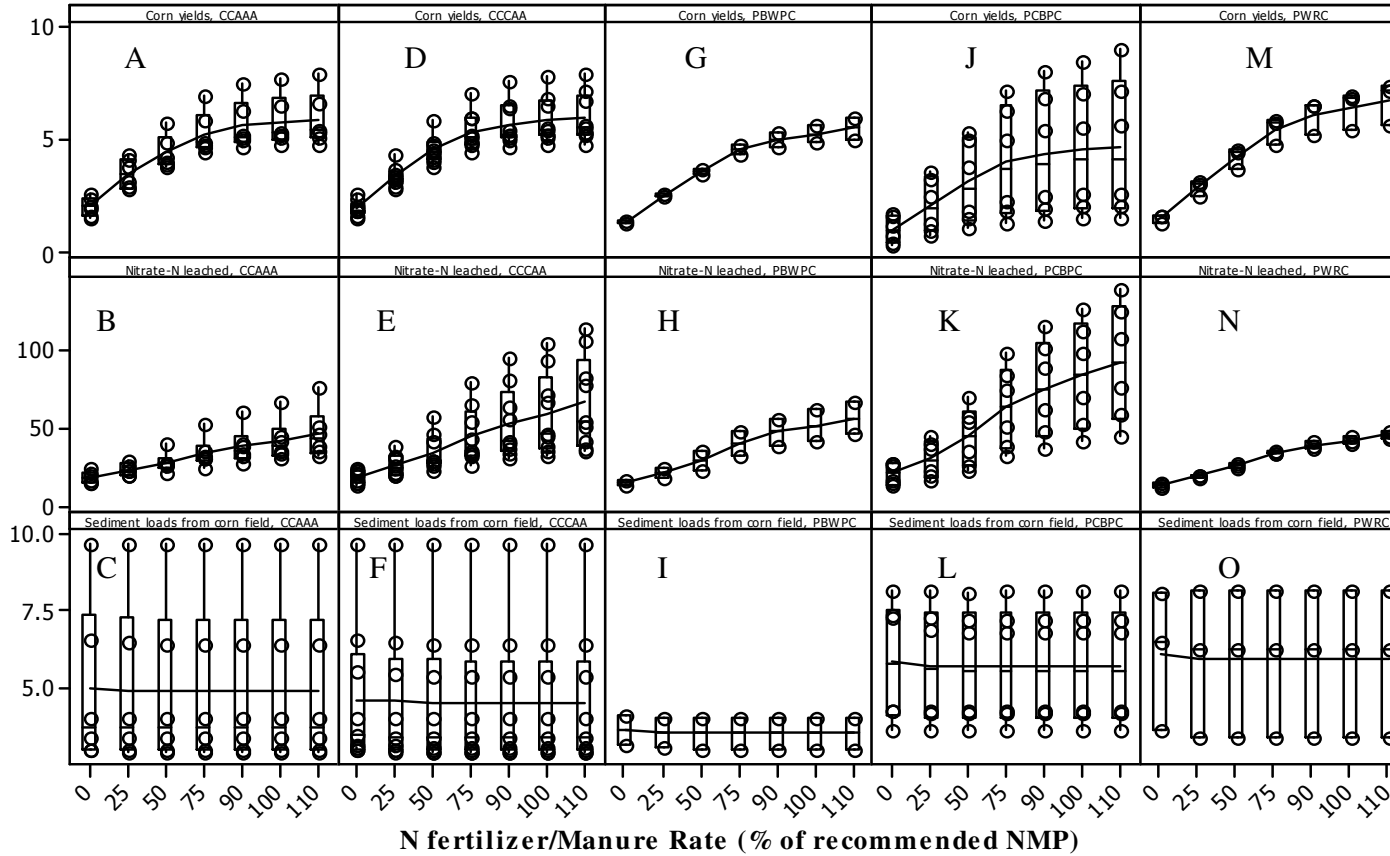 Corn yields, CCAAA Corn yields, CCCAA Corn yields, PBWPC Corn yields, PCBPC Corn yields, PWRC
10
A D G J M
5
0
Nitrate-N leached, CCAAA Nitrate-N leached, CCCAA Nitrate-N leached, PBWPC Nitrate-N leached, PCBPC Nitrate-N leached, PWRC
B E H K N
100
50
0
Sediment loads from corn field, CCAAA Sediment loads from corn field, CCCAA Sediment loads from corn field, PBWPC Sediment loads from corn field, PCBPC Sediment loads from corn field, PWRC
10.0
C F I L O
7.5
5.0
0 25 50 75 90 100 110 0 25 50 75 90 100 110 0 25 50 75 90 100 110 0 25 50 75 90 100 110 0 25 50 75 90 100 110
N fertilizer/Manure Rate (% of recommended NMP)